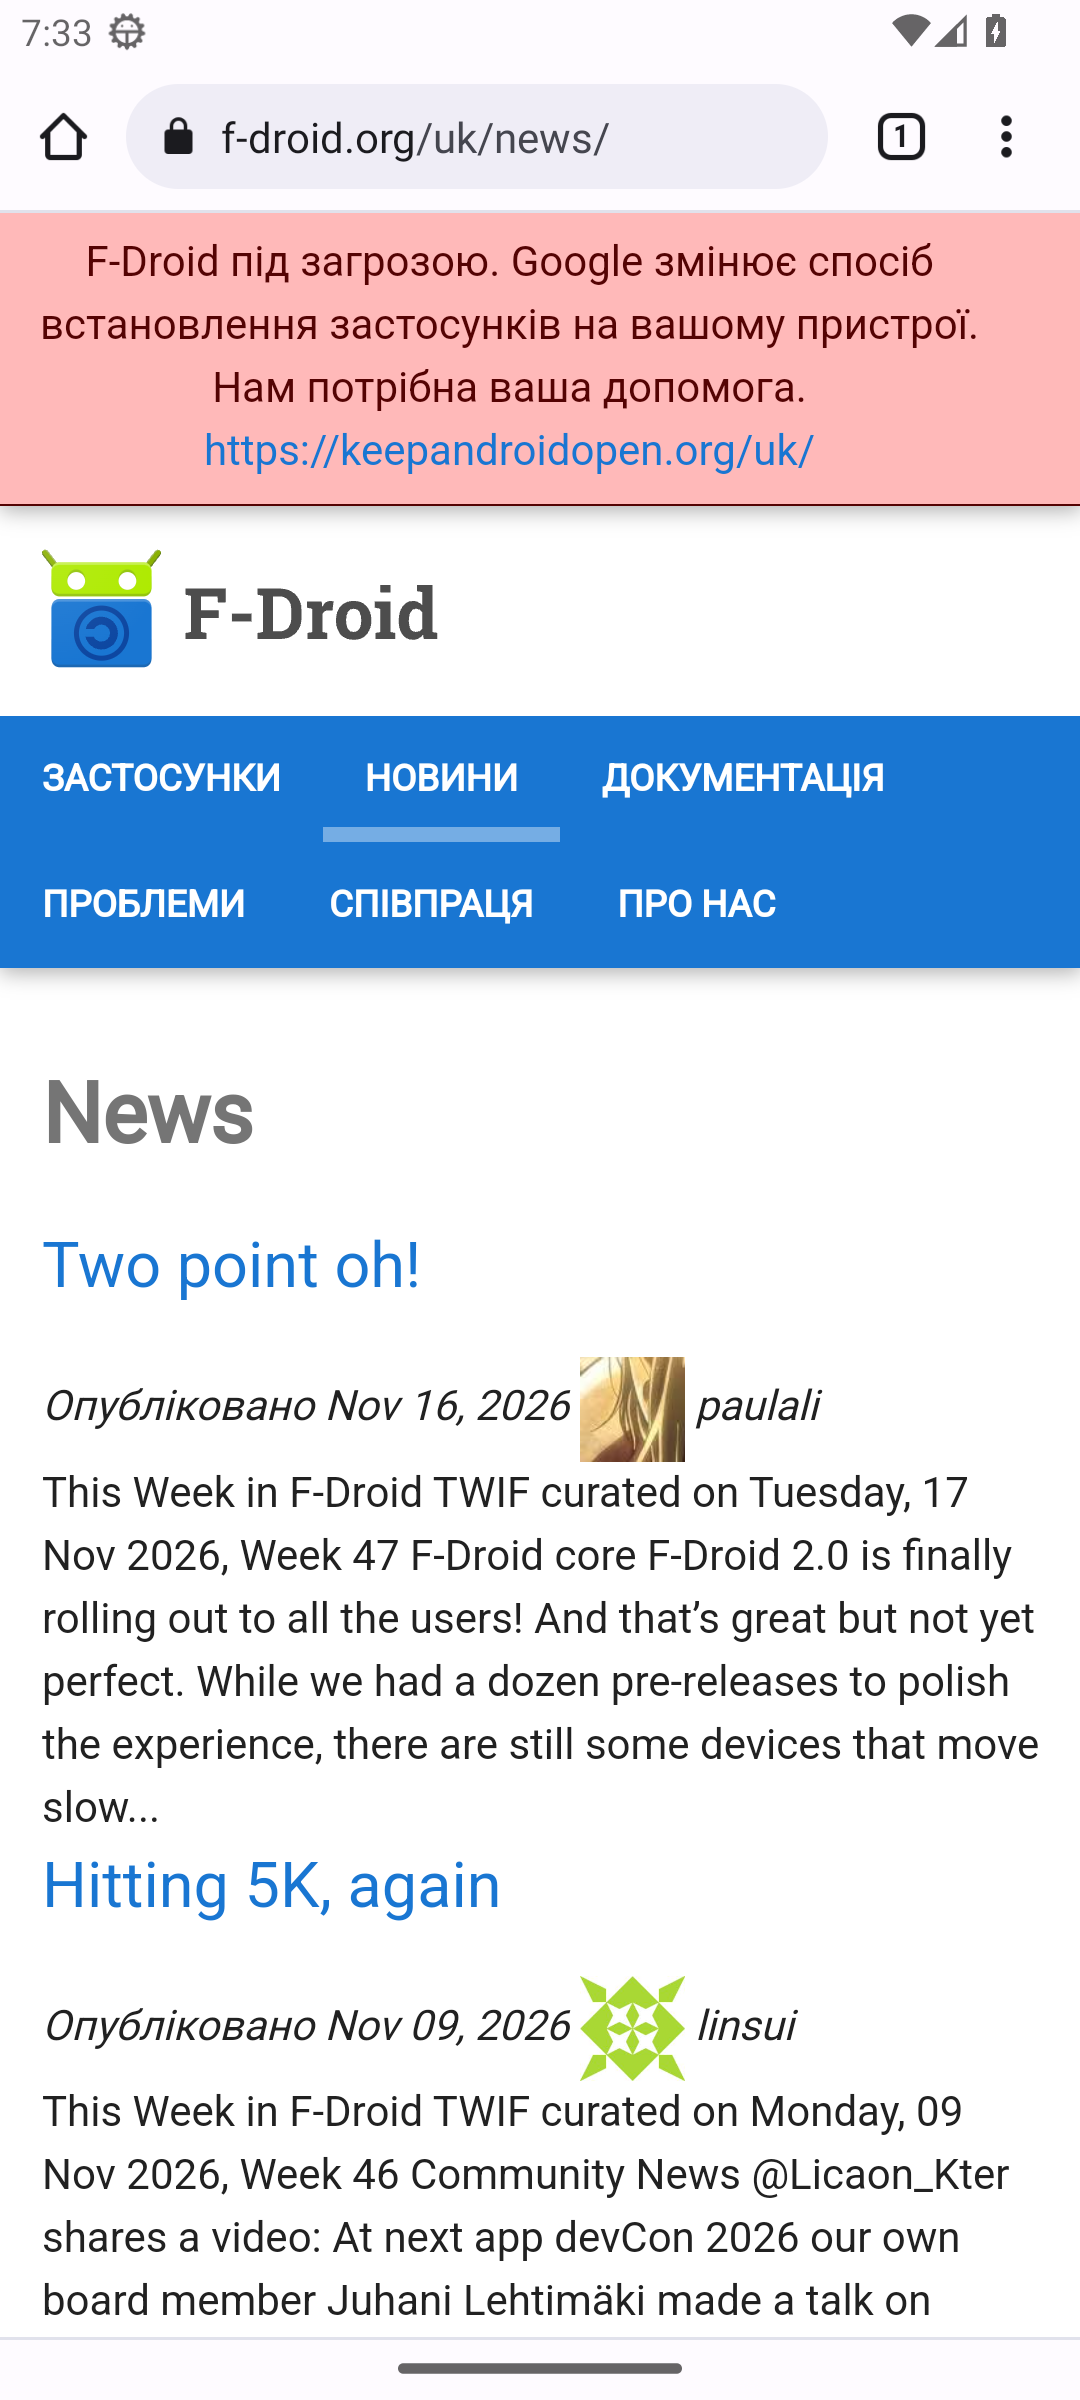 7:33
f-droid.org/uk/news/
1
F-Droid під загрозою. Google змінює спосіб
встановлення застосунків на вашому пристрої.
Нам потрібна ваша допомога.
https://keepandroidopen.org/uk/
F-Droid
ЗАСТОСУНКИ НОВИНИ ДОКУМЕНТАЦІЯ
ПРОБЛЕМИ СПІВПРАЦЯ ПРО НАС
News
Two point oh!
Опубліковано Nov 16, 2026 paulali
This Week in F-Droid TWIF curated on Tuesday, 17
Nov 2026, Week 47 F-Droid core F-Droid 2.0 is finally
rolling out to all the users! And that’s great but not yet
perfect. While we had a dozen pre-releases to polish
the experience, there are still some devices that move
slow...
Hitting 5K, again
Опубліковано Nov 09, 2026 linsui
This Week in F-Droid TWIF curated on Monday, 09
Nov 2026, Week 46 Community News @Licaon_Kter
shares a video: At next app devCon 2026 our own
board member Juhani Lehtimäki made a talk on